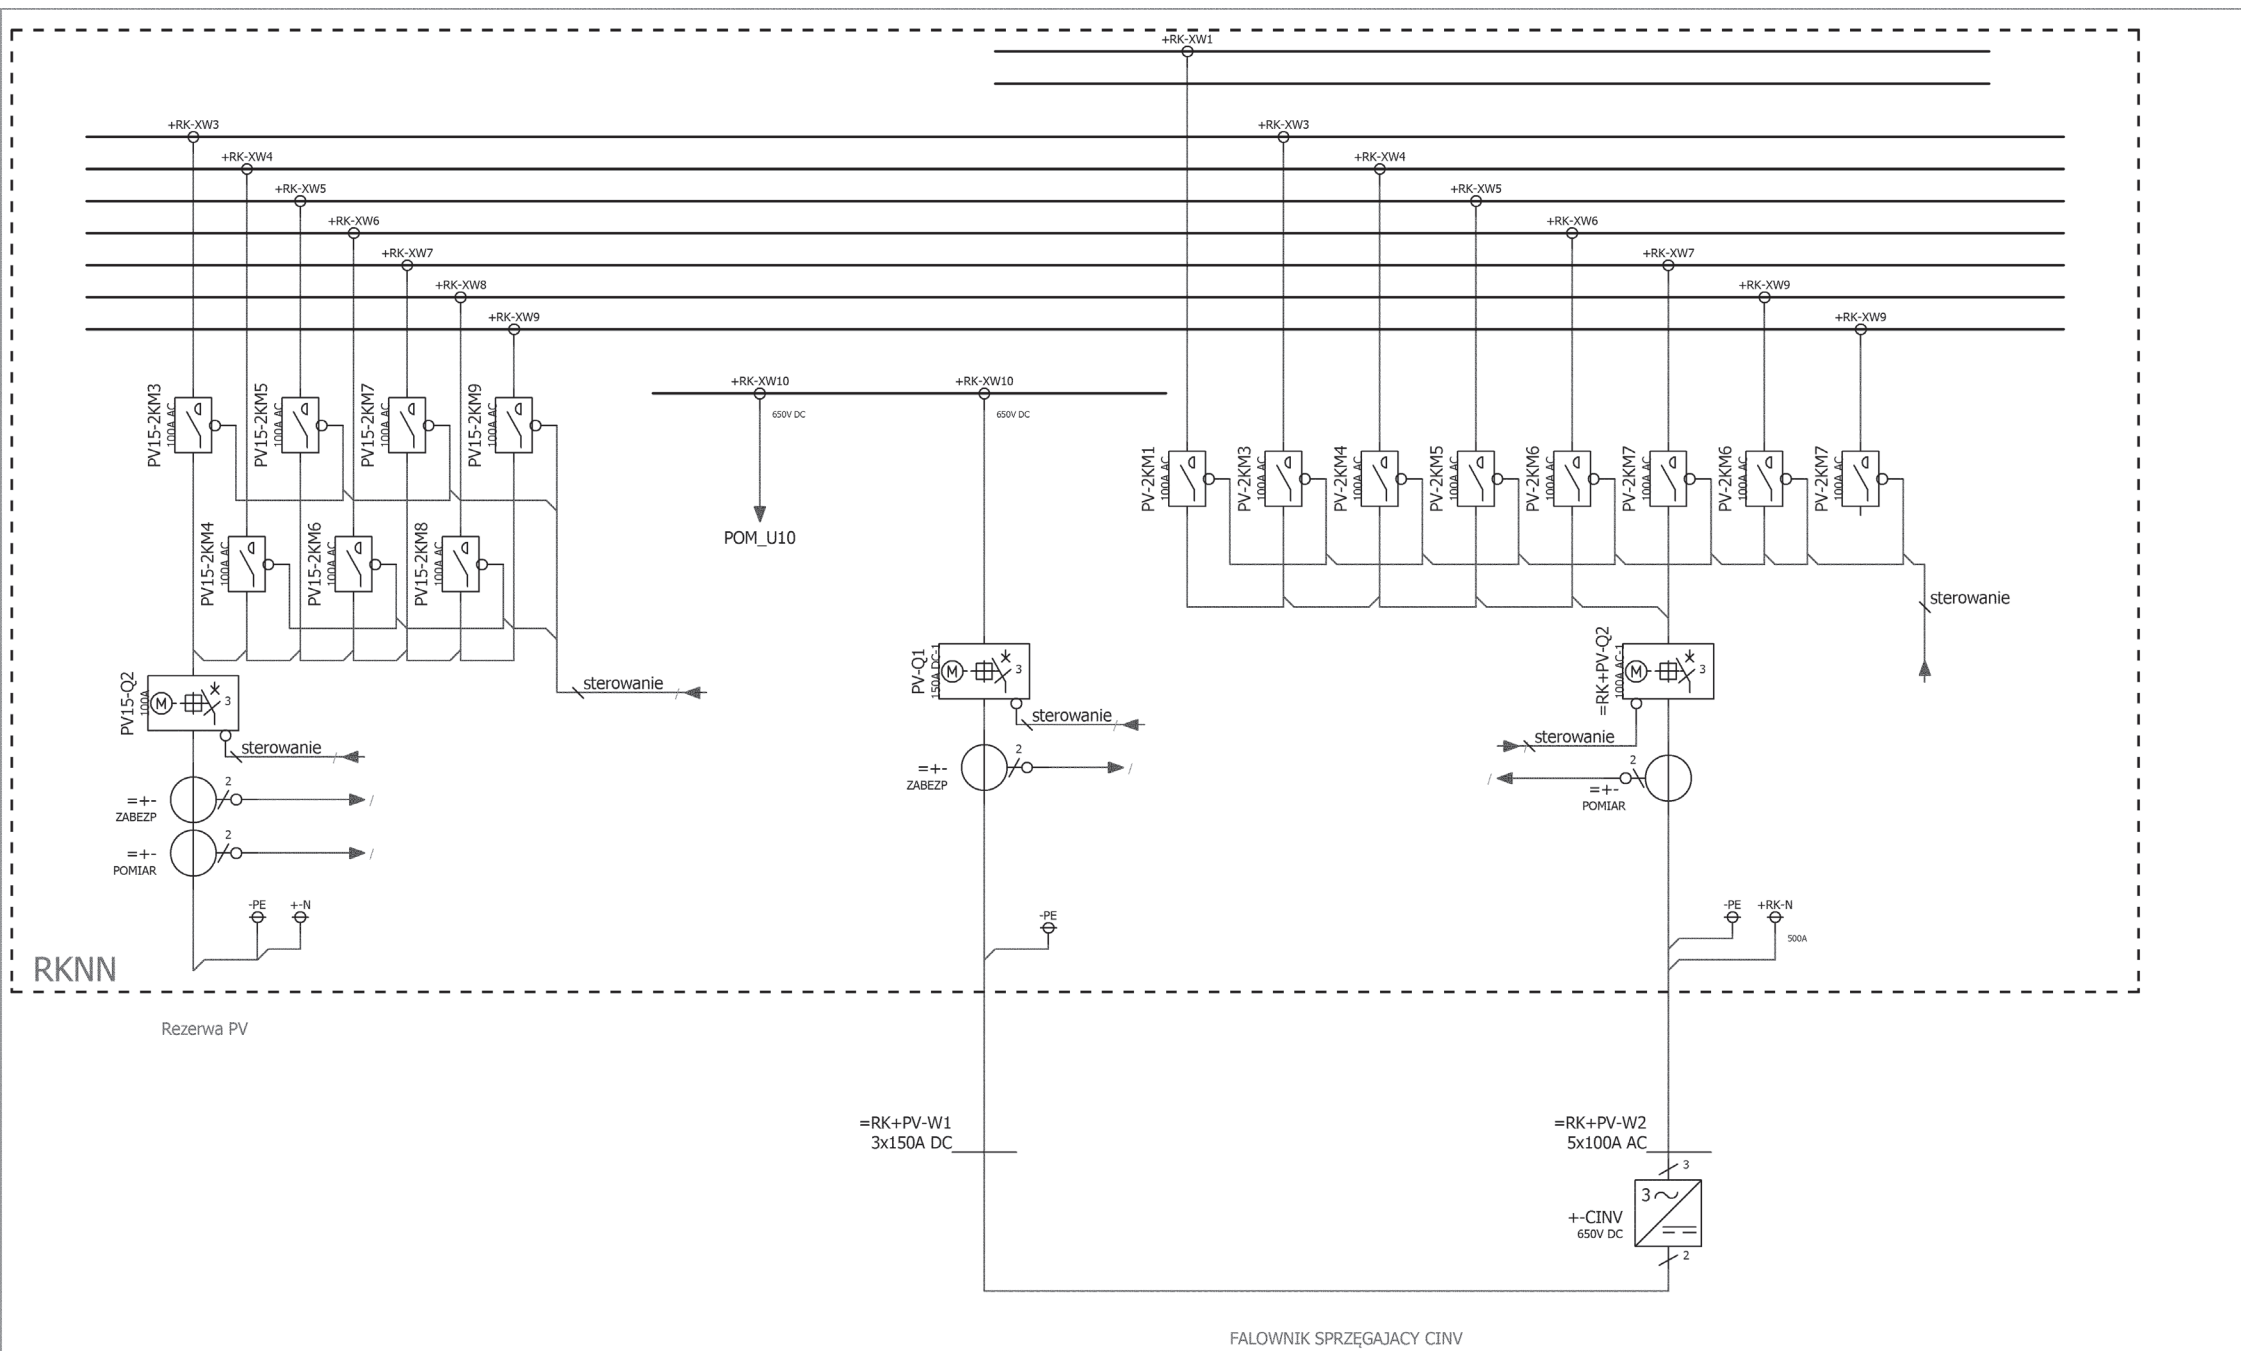 +RK-XW1
+RK-XW3
+RK-XW3
+RK-XW4
+RK-XW4
+RK-XW5
+RK-XW5
+RK-XW6
+RK-XW6
+RK-XW7
+RK-XW7
+RK-XW8
+RK-XW9
+RK-XW9
+RK-XW9
+RK-XW10
650V DC
+RK-XW10
650V DC
PV15-2KM3
100A AC
PV15-2KM5
100A AC
PV15-2KM7
100A AC
PV15-2KM9
100A AC
PV-2KM1
100A AC
PV-2KM3
100A AC
PV-2KM4
100A AC
PV-2KM5
100A AC
PV-2KM6
100A AC
PV-2KM7
100A AC
PV-2KM6
100A AC
PV-2KM7
100A AC
POM_U10
PV15-2KM4
100A AC
PV15-2KM6
100A AC
PV15-2KM8
100A AC
sterowanie
PV15-Q2
100A
M
3
sterowanie
sterowanie
PV-Q1
150A DC-1
M
3
sterowanie
=RK+PV-Q2
100A AC-1
M
3
sterowanie
=+-
ZABEZP
2
/
=+-
POMIAR
2
/
=+-
ZABEZP
2
/
/
2
=+-
POMIAR
-PE
+-N
-PE
-PE
+RK-N
500A
RKNN
Rezerwa PV
=RK+PV-W1
3x150A DC
=RK+PV-W2
5x100A AC
3
3
+-CINV
650V DC
2
FALOWNIK SPRZĘGAJACY CINV